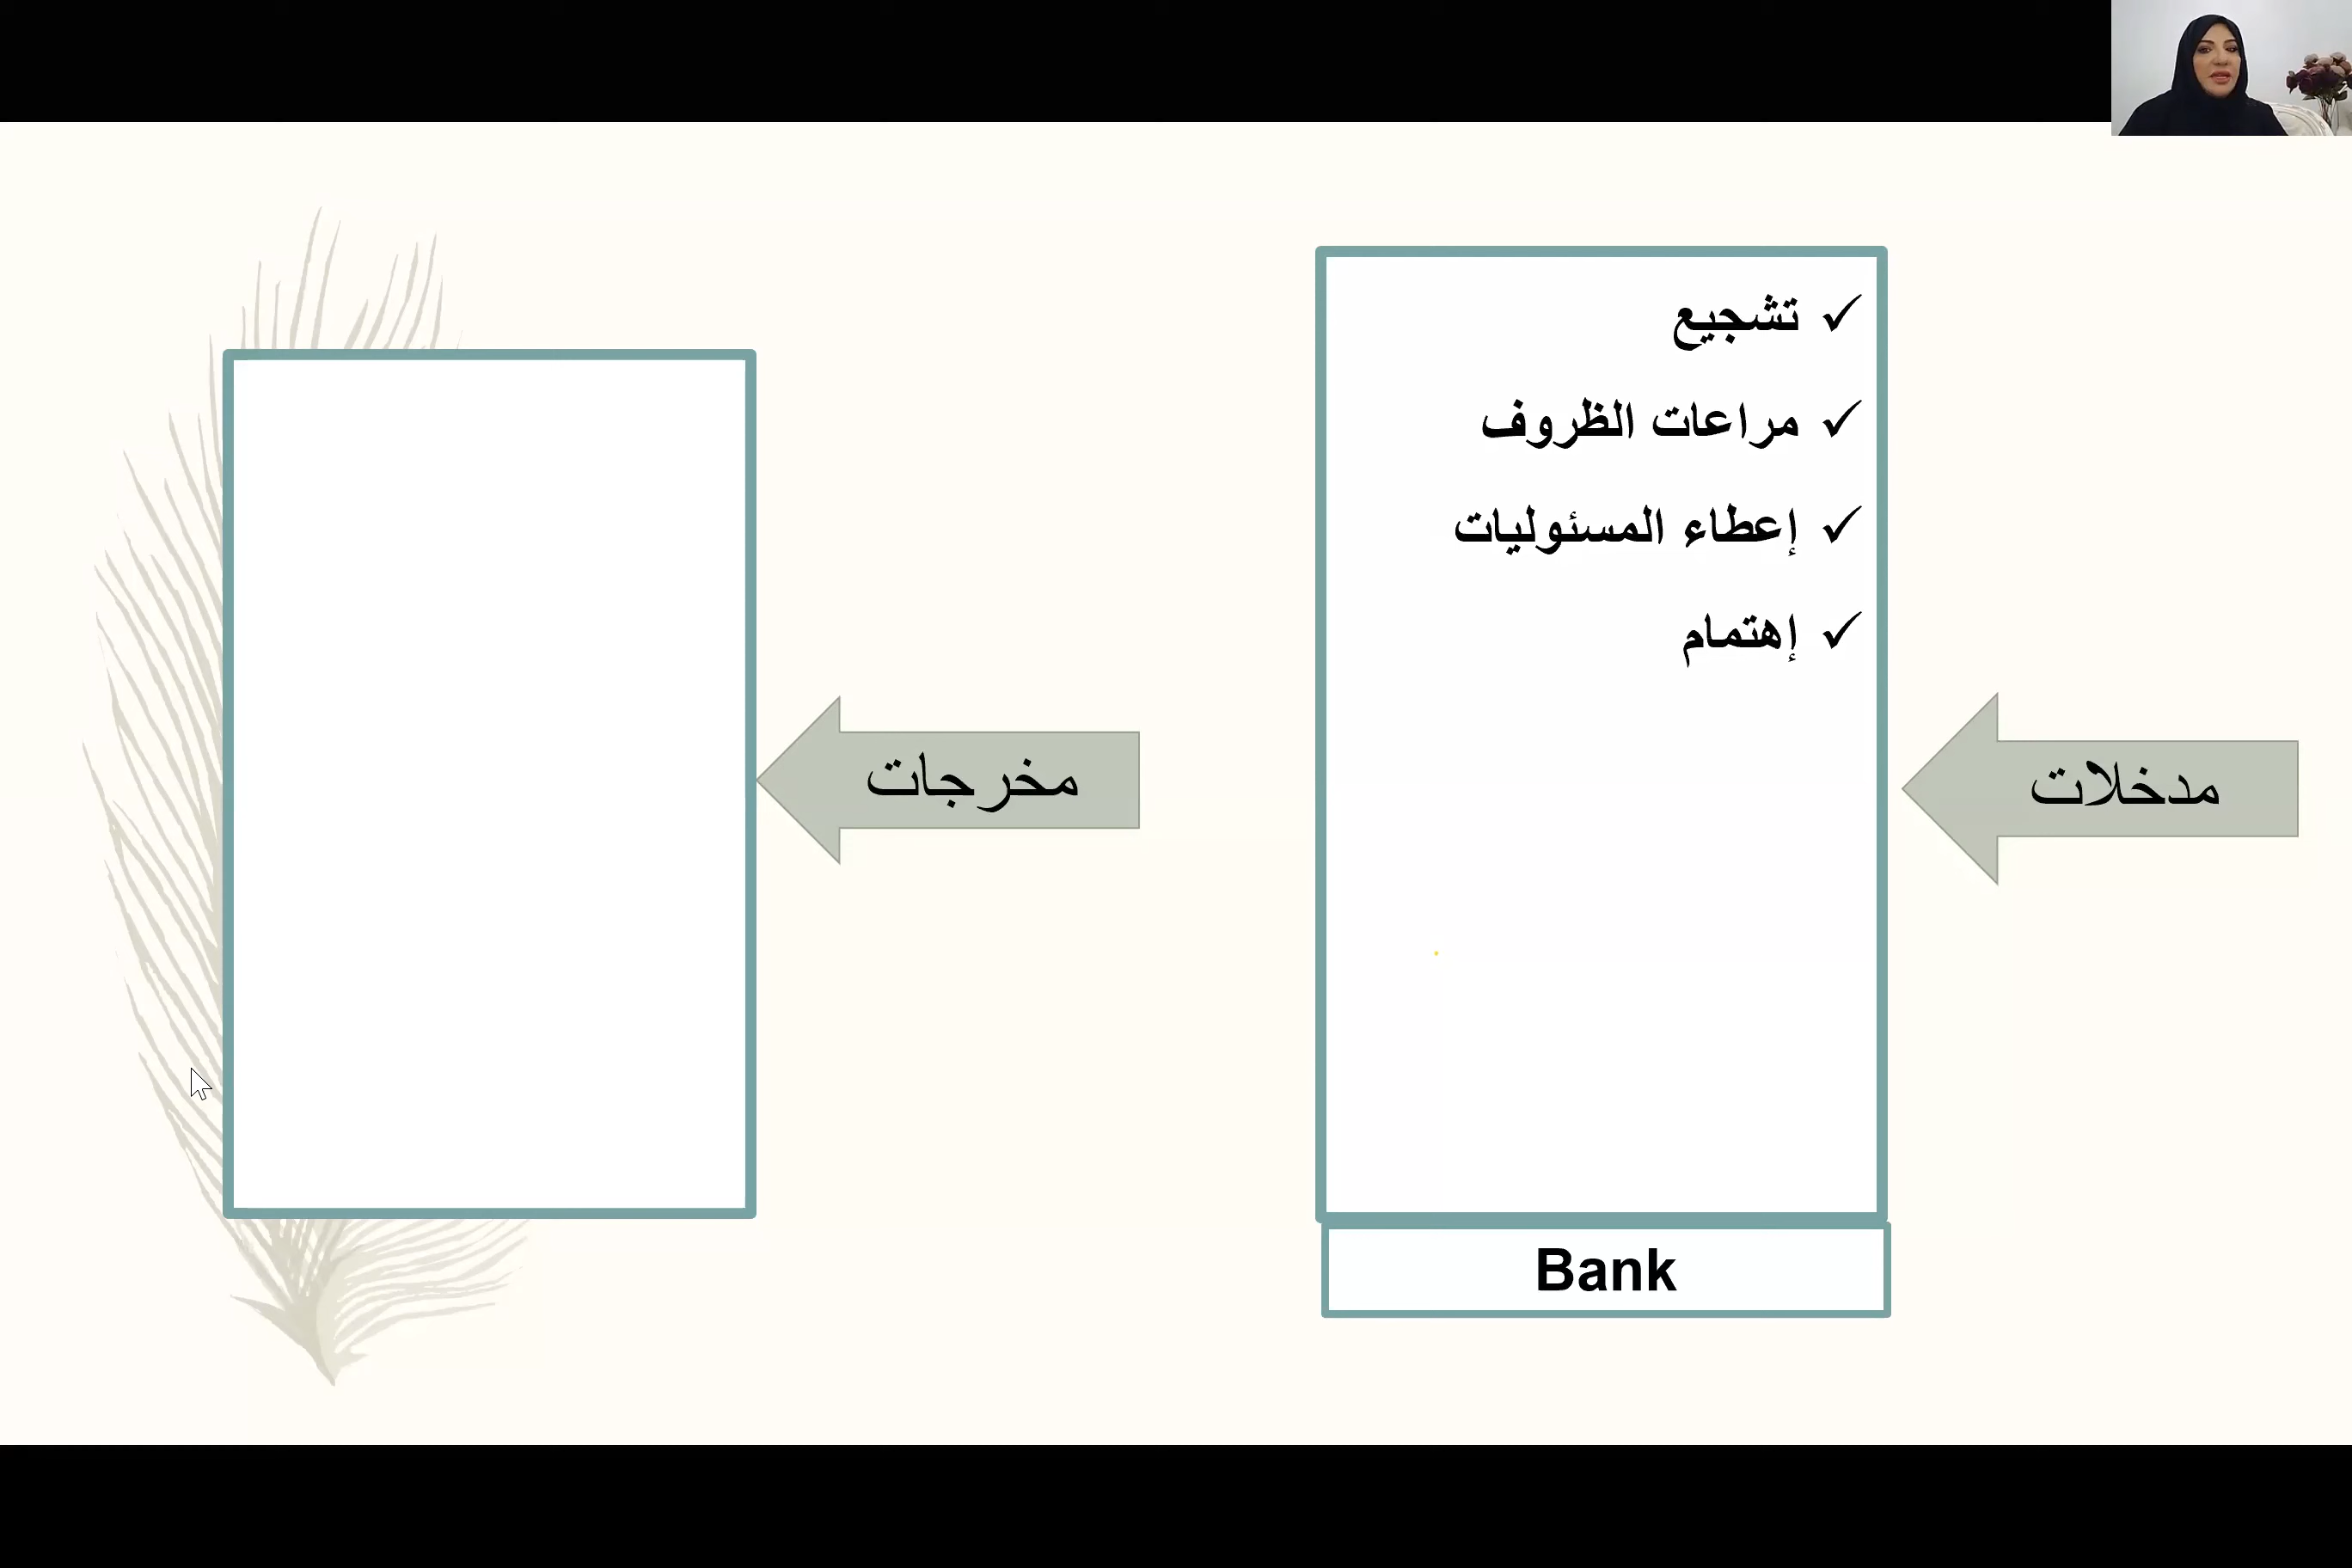 تشجيع
مراعات الظروف
إعطاء المسئوليات
إهتمام
مدخلات
مخرجات
Bank